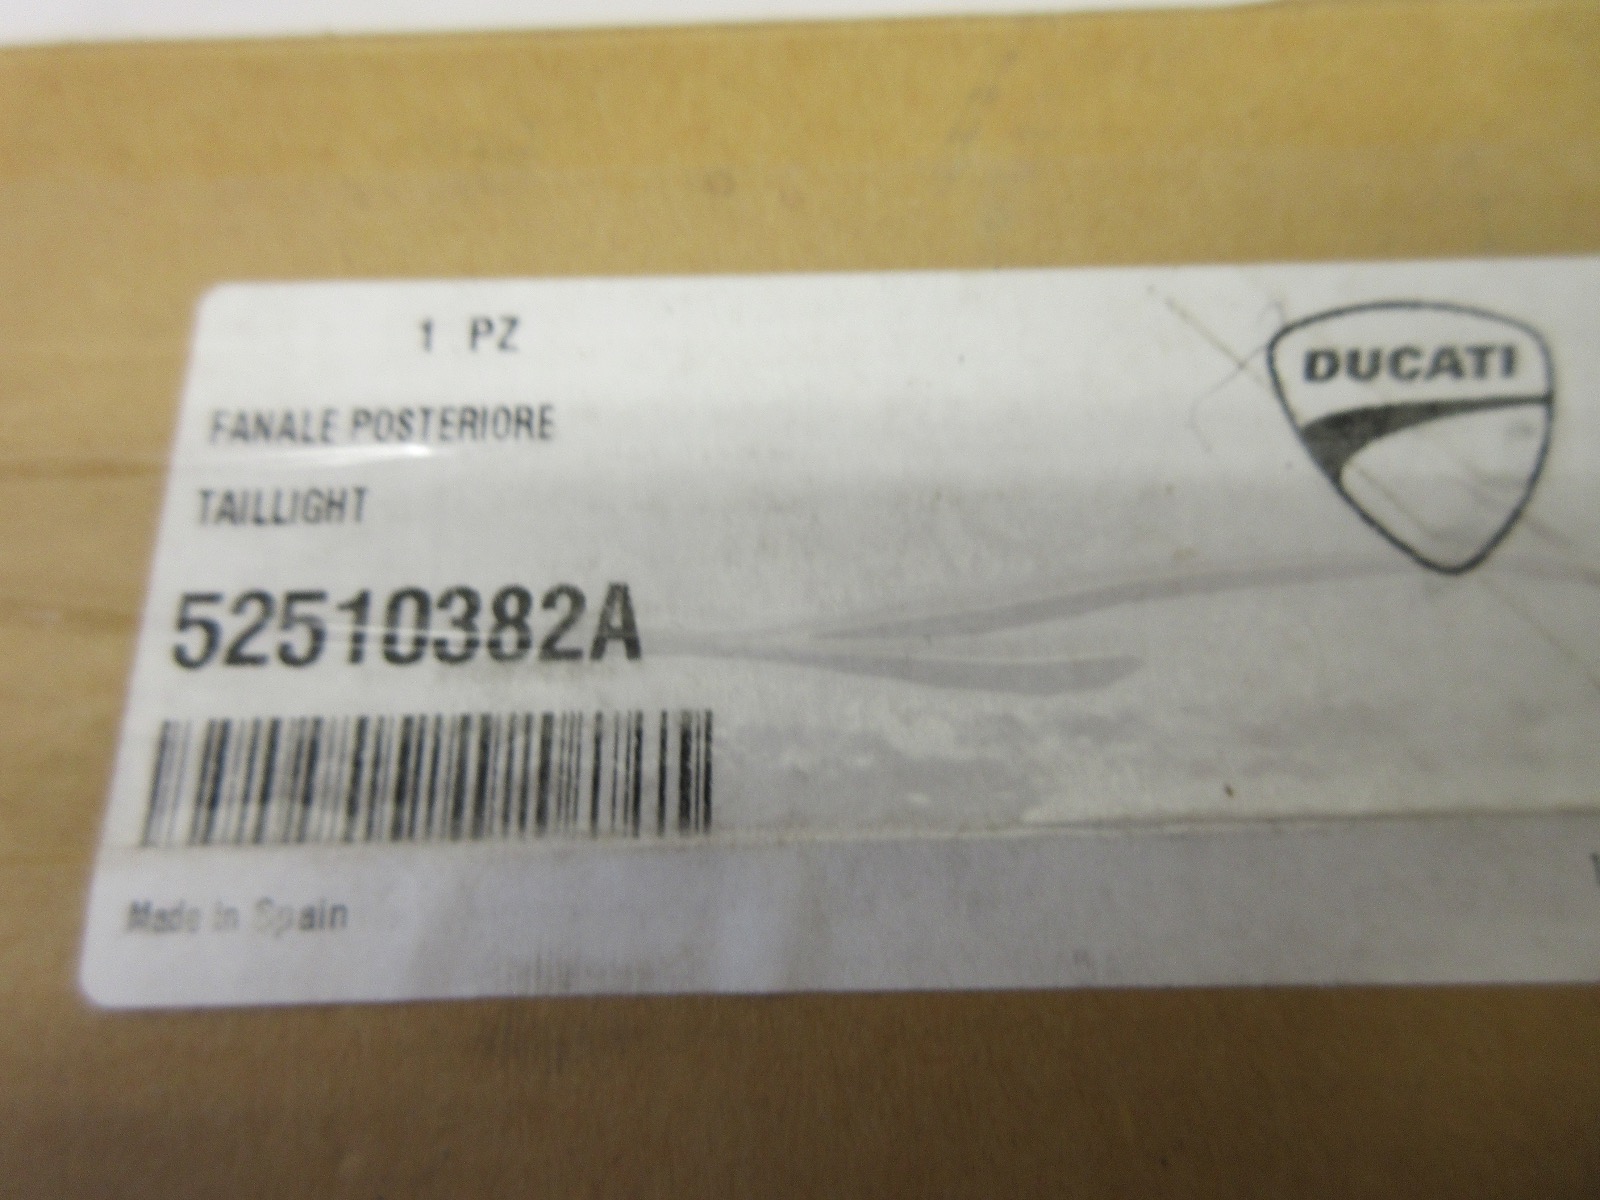 1 PZ
DUCATI
FANALE POSTERIORE
TAILLIGHT
52510382A
Made in Spain